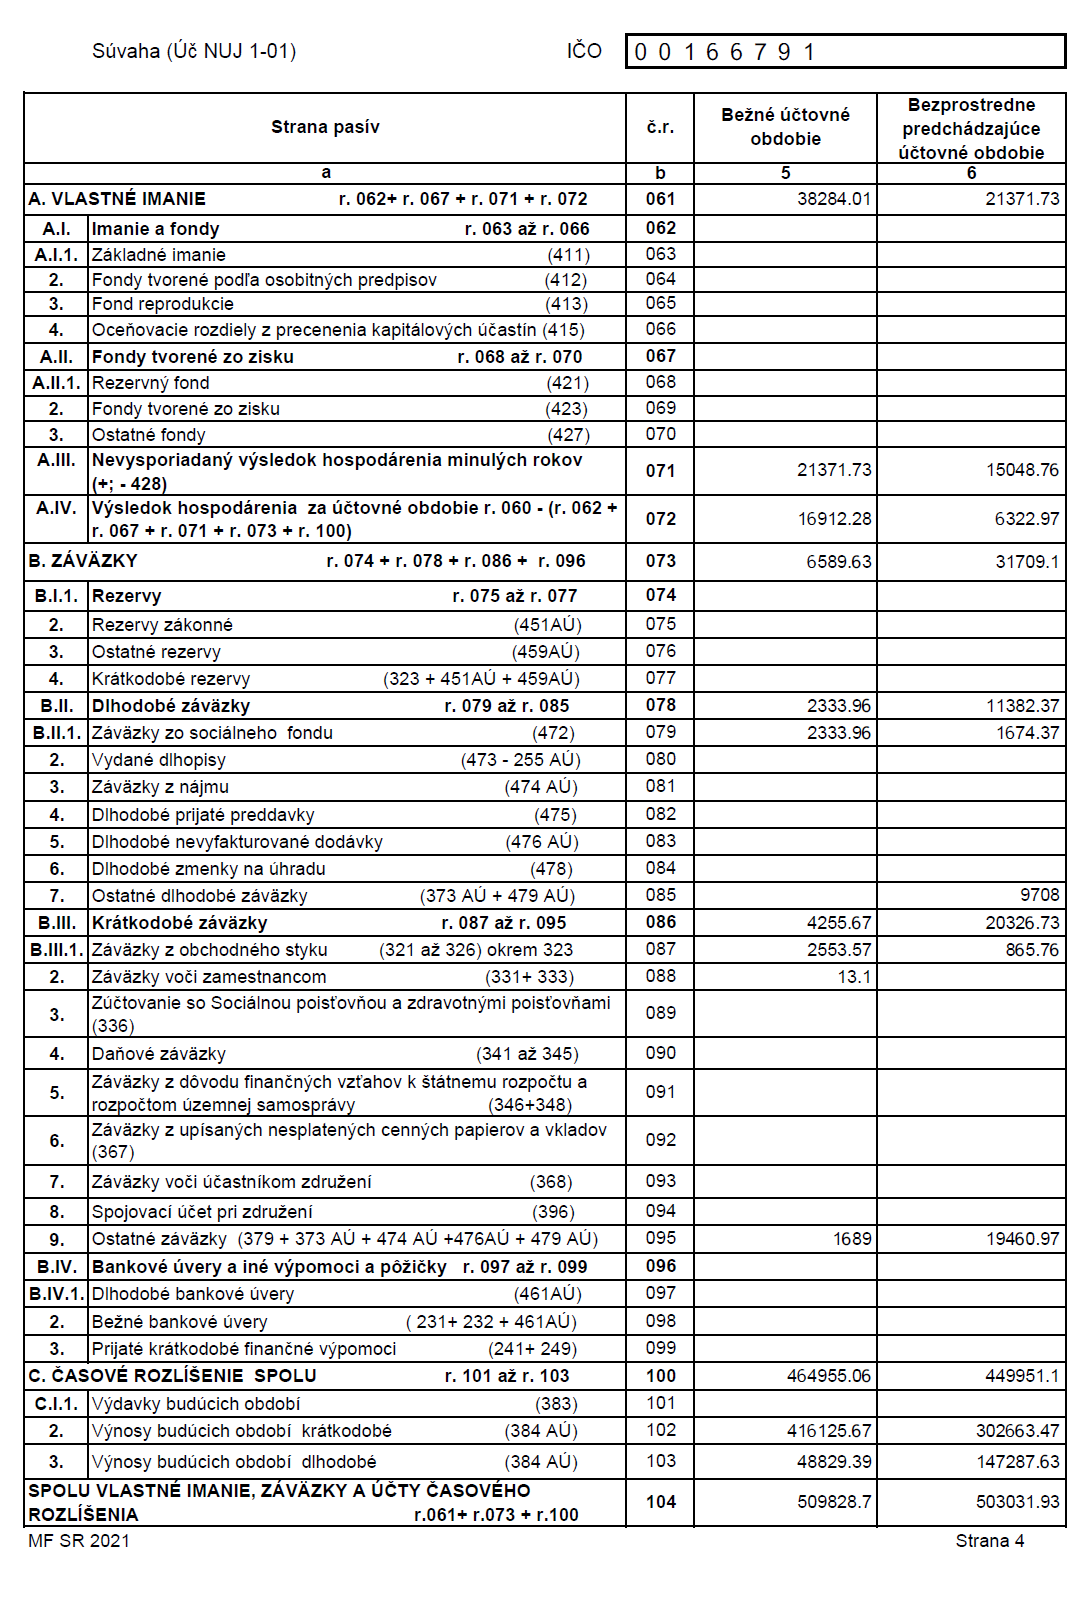 Súvaha (Úč NUJ 1-01) IČO 0 0 1 6 6 7 9 1
Strana pasív č.r. Bežné účtovné obdobie Bezprostredne predchádzajúce účtovné obdobie
a b 5 6
A. VLASTNÉ IMANIE r. 062+ r. 067 + r. 071 + r. 072 061 38284.01 21371.73
A.I. Imanie a fondy r. 063 až r. 066 062
A.I.1. Základné imanie (411) 063
2. Fondy tvorené podľa osobitných predpisov (412) 064
3. Fond reprodukcie (413) 065
4. Oceňovacie rozdiely z precenenia kapitálových účastín (415) 066
A.II. Fondy tvorené zo zisku r. 068 až r. 070 067
A.II.1. Rezervný fond (421) 068
2. Fondy tvorené zo zisku (423) 069
3. Ostatné fondy (427) 070
A.III. Nevysporiadaný výsledok hospodárenia minulých rokov
(+; - 428) 071 21371.73 15048.76
A.IV. Výsledok hospodárenia za účtovné obdobie r. 060 - (r. 062 +
r. 067 + r. 071 + r. 073 + r. 100) 072 16912.28 6322.97
B. ZÁVÄZKY r. 074 + r. 078 + r. 086 + r. 096 073 6589.63 31709.1
B.I.1. Rezervy r. 075 až r. 077 074
2. Rezervy zákonné (451AÚ) 075
3. Ostatné rezervy (459AÚ) 076
4. Krátkodobé rezervy (323 + 451AÚ + 459AÚ) 077
B.II. Dlhodobé záväzky r. 079 až r. 085 078 2333.96 11382.37
B.II.1. Záväzky zo sociálneho fondu (472) 079 2333.96 1674.37
2. Vydané dlhopisy (473 - 255 AÚ) 080
3. Záväzky z nájmu (474 AÚ) 081
4. Dlhodobé prijaté preddavky (475) 082
5. Dlhodobé nevyfakturované dodávky (476 AÚ) 083
6. Dlhodobé zmenky na úhradu (478) 084
7. Ostatné dlhodobé záväzky (373 AÚ + 479 AÚ) 085 9708
B.III. Krátkodobé záväzky r. 087 až r. 095 086 4255.67 20326.73
B.III.1. Záväzky z obchodného styku (321 až 326) okrem 323 087 2553.57 865.76
2. Záväzky voči zamestnancom (331+ 333) 088 13.1
3. Zúčtovanie so Sociálnou poisťovňou a zdravotnými poisťovňami
(336) 089
4. Daňové záväzky (341 až 345) 090
5. Záväzky z dôvodu finančných vzťahov k štátnemu rozpočtu a
rozpočtom územnej samosprávy (346+348) 091
6. Záväzky z upísaných nesplatených cenných papierov a vkladov
(367) 092
7. Záväzky voči účastníkom združení (368) 093
8. Spojovací účet pri združení (396) 094
9. Ostatné záväzky (379 + 373 AÚ + 474 AÚ +476AÚ + 479 AÚ) 095 1689 19460.97
B.IV. Bankové úvery a iné výpomoci a pôžičky r. 097 až r. 099 096
B.IV.1. Dlhodobé bankové úvery (461AÚ) 097
2. Bežné bankové úvery ( 231+ 232 + 461AÚ) 098
3. Prijaté krátkodobé finančné výpomoci (241+ 249) 099
C. ČASOVÉ ROZLÍŠENIE SPOLU r. 101 až r. 103 100 464955.06 449951.1
C.I.1. Výdavky budúcich období (383) 101
2. Výnosy budúcich období krátkodobé (384 AÚ) 102 416125.67 302663.47
3. Výnosy budúcich období dlhodobé (384 AÚ) 103 48829.39 147287.63
SPOLU VLASTNÉ IMANIE, ZÁVÄZKY A ÚČTY ČASOVÉHO
ROZLÍŠENIA r.061+ r.073 + r.100 104 509828.7 503031.93
MF SR 2021 Strana 4